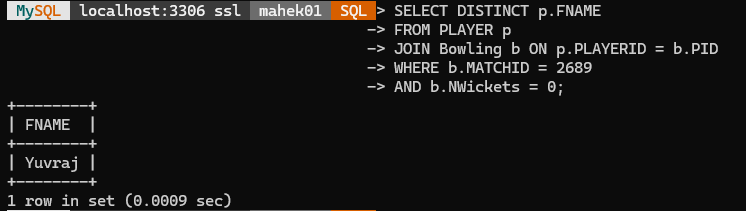 MySQL localhost:3306 ssl mahek01 SQL > SELECT DISTINCT p.FNAME
-> FROM PLAYER p
-> JOIN Bowling b ON p.PLAYERID = b.PID
-> WHERE b.MATCHID = 2689
-> AND b.NWickets = 0;
+--------+
| FNAME  |
+--------+
| Yuvraj |
+--------+
1 row in set (0.0009 sec)